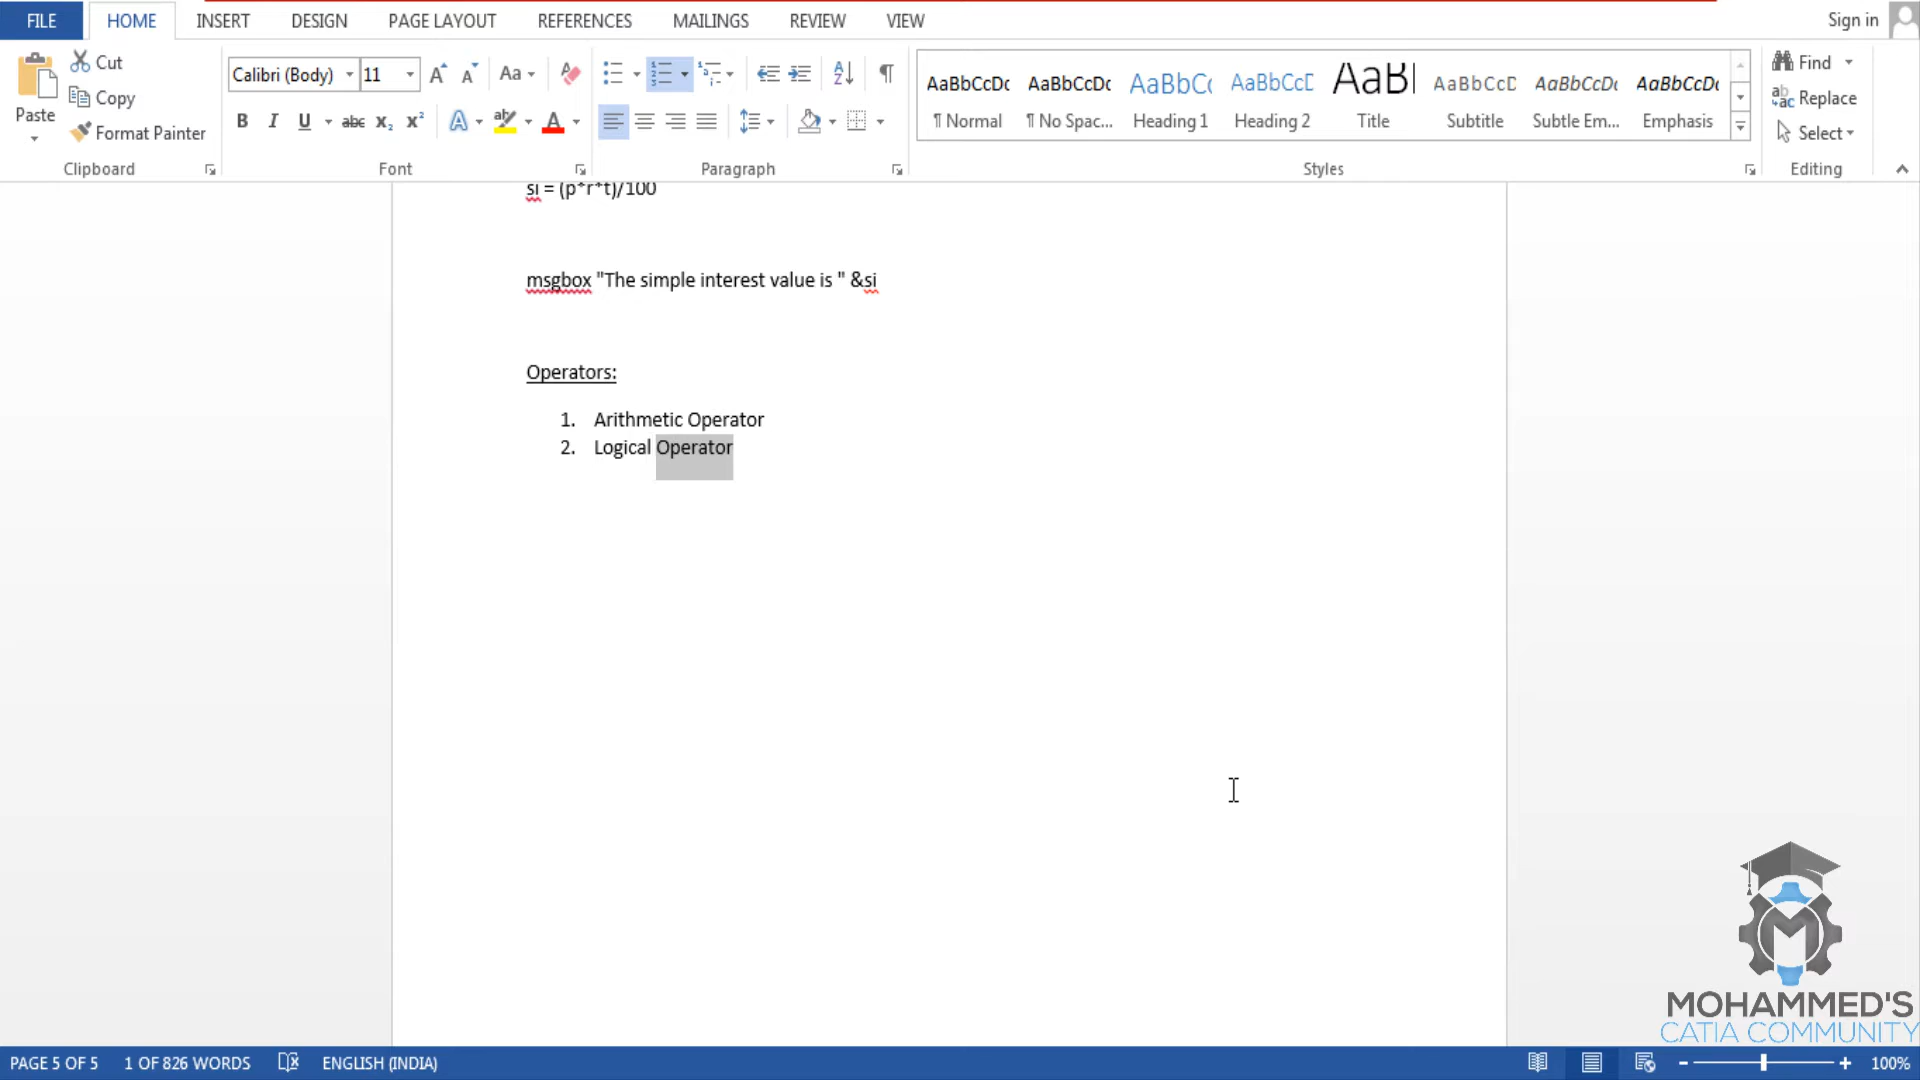 FILE HOME INSERT DESIGN PAGE LAYOUT REFERENCES MAILINGS REVIEW VIEW Sign in
Paste
Cut
Copy
Format Painter
Clipboard
Calibri (Body) 11
Font
Paragraph
AaBbCcDc AaBbCcDc AaBbCc AaBbCcD AaB AaBbCcD AaBbCcDc AaBbCcDc
¶ Normal ¶ No Spac... Heading 1 Heading 2 Title Subtitle Subtle Em... Emphasis
Styles
Find
Replace
Select
Editing
si = (p*r*t)/100
msgbox "The simple interest value is " &si
Operators:
1. Arithmetic Operator
2. Logical Operator
MOHAMMED'S
CATIA COMMUNITY
PAGE 5 OF 5 1 OF 826 WORDS ENGLISH (INDIA) 100%